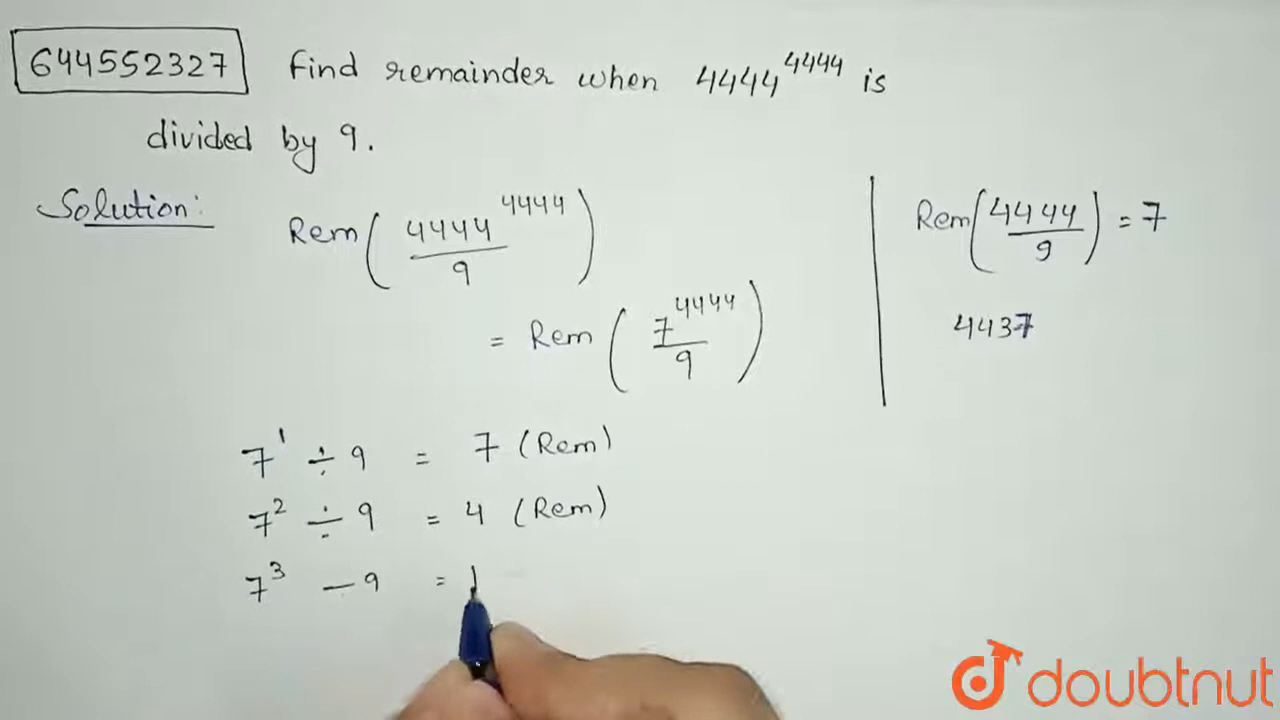 644552327 Find remainder when 4444^4444 is
divided by 9.
Solution:
Rem(4444^4444/9)
= Rem(7^4444/9)
7^1 ÷ 9 = 7 (Rem)
7^2 ÷ 9 = 4 (Rem)
7^3 — 9 = 1
Rem(4444/9) = 7
4437
doubtnut